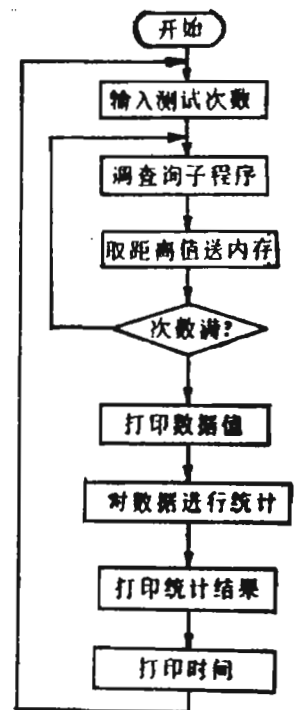 开始
输入测试次数
调查询子程序
取距离值送内存
次数满?
打印数据值
对数据进行统计
打印统计结果
打印时间